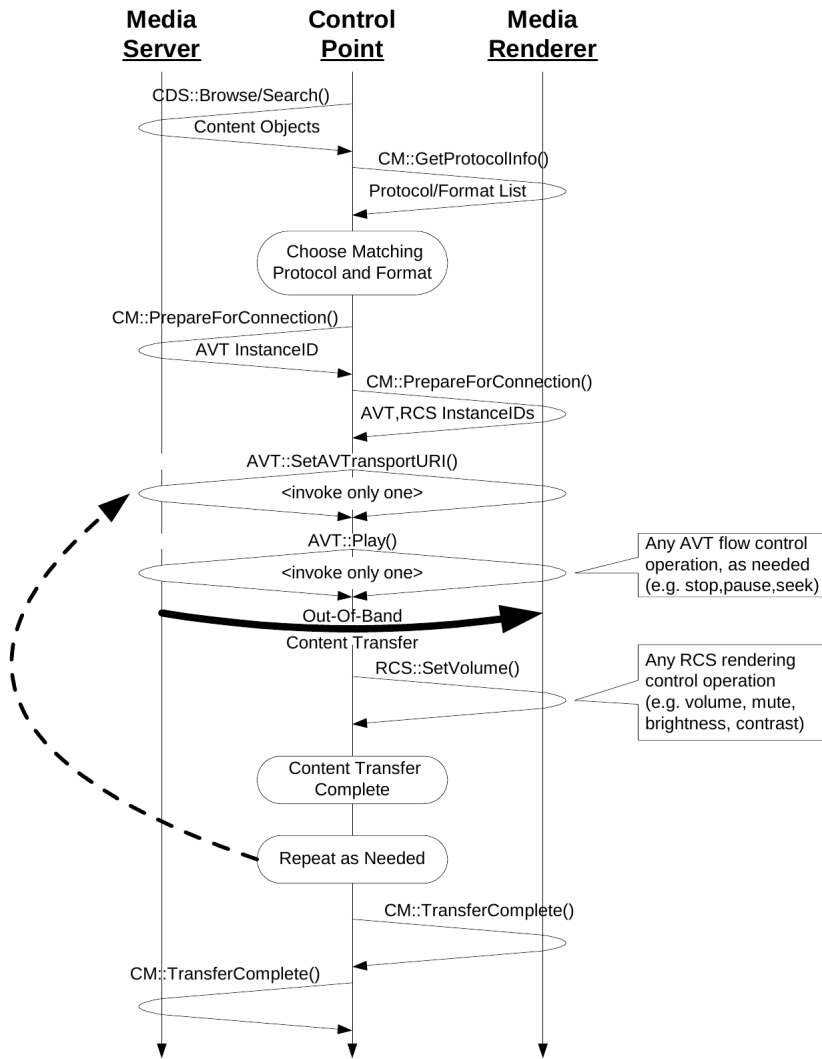 Media
Server
Control
Point
Media
Renderer
CDS::Browse/Search()
Content Objects
CM::GetProtocolInfo()
Protocol/Format List
Choose Matching
Protocol and Format
CM::PrepareForConnection()
AVT InstanceID
CM::PrepareForConnection()
AVT,RCS InstanceIDs
AVT::SetAVTransportURI()
<invoke only one>
AVT::Play()
<invoke only one>
Any AVT flow control
operation, as needed
(e.g. stop,pause,seek)
Out-Of-Band
Content Transfer
RCS::SetVolume()
Any RCS rendering
control operation
(e.g. volume, mute,
brightness, contrast)
Content Transfer
Complete
Repeat as Needed
CM::TransferComplete()
CM::TransferComplete()